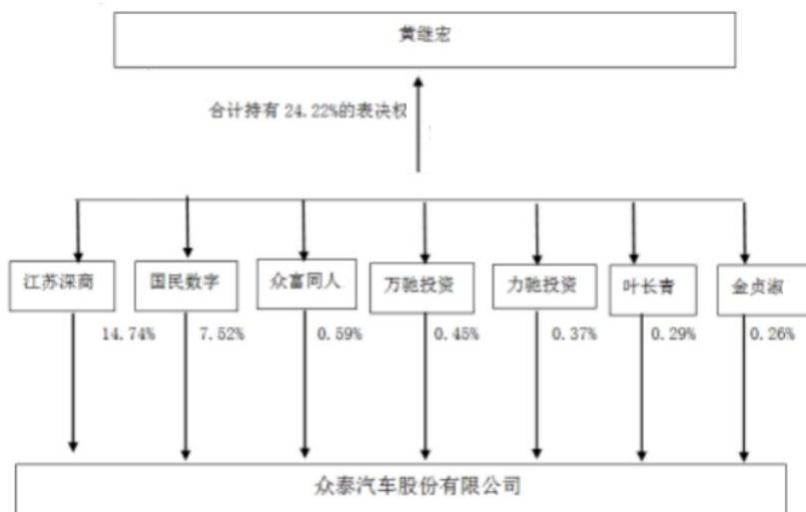 黄继宏
合计持有 24.22%的表决权
江苏深商
国民数字
众富同人
万驰投资
力驰投资
叶长青
金贞淑
14.74%
7.52%
0.59%
0.45%
0.37%
0.29%
0.26%
众泰汽车股份有限公司